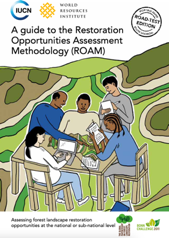 IUCN
WORLD
RESOURCES
INSTITUTE
A guide to the Restoration
Opportunities Assessment
Methodology (ROAM)
ROAD-TEST
EDITION
Assessing forest landscape restoration
opportunities at the national or sub-national level